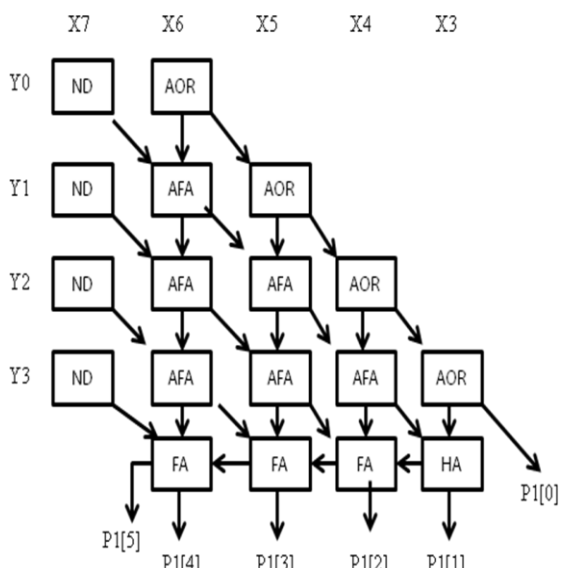 X7 X6 X5 X4 X3
Y0 ND AOR
Y1 ND AFA AOR
Y2 ND AFA AFA AOR
Y3 ND AFA AFA AFA AOR
FA FA FA HA
P1[0]
P1[5]
P1[4] P1[3] P1[2] P1[1]